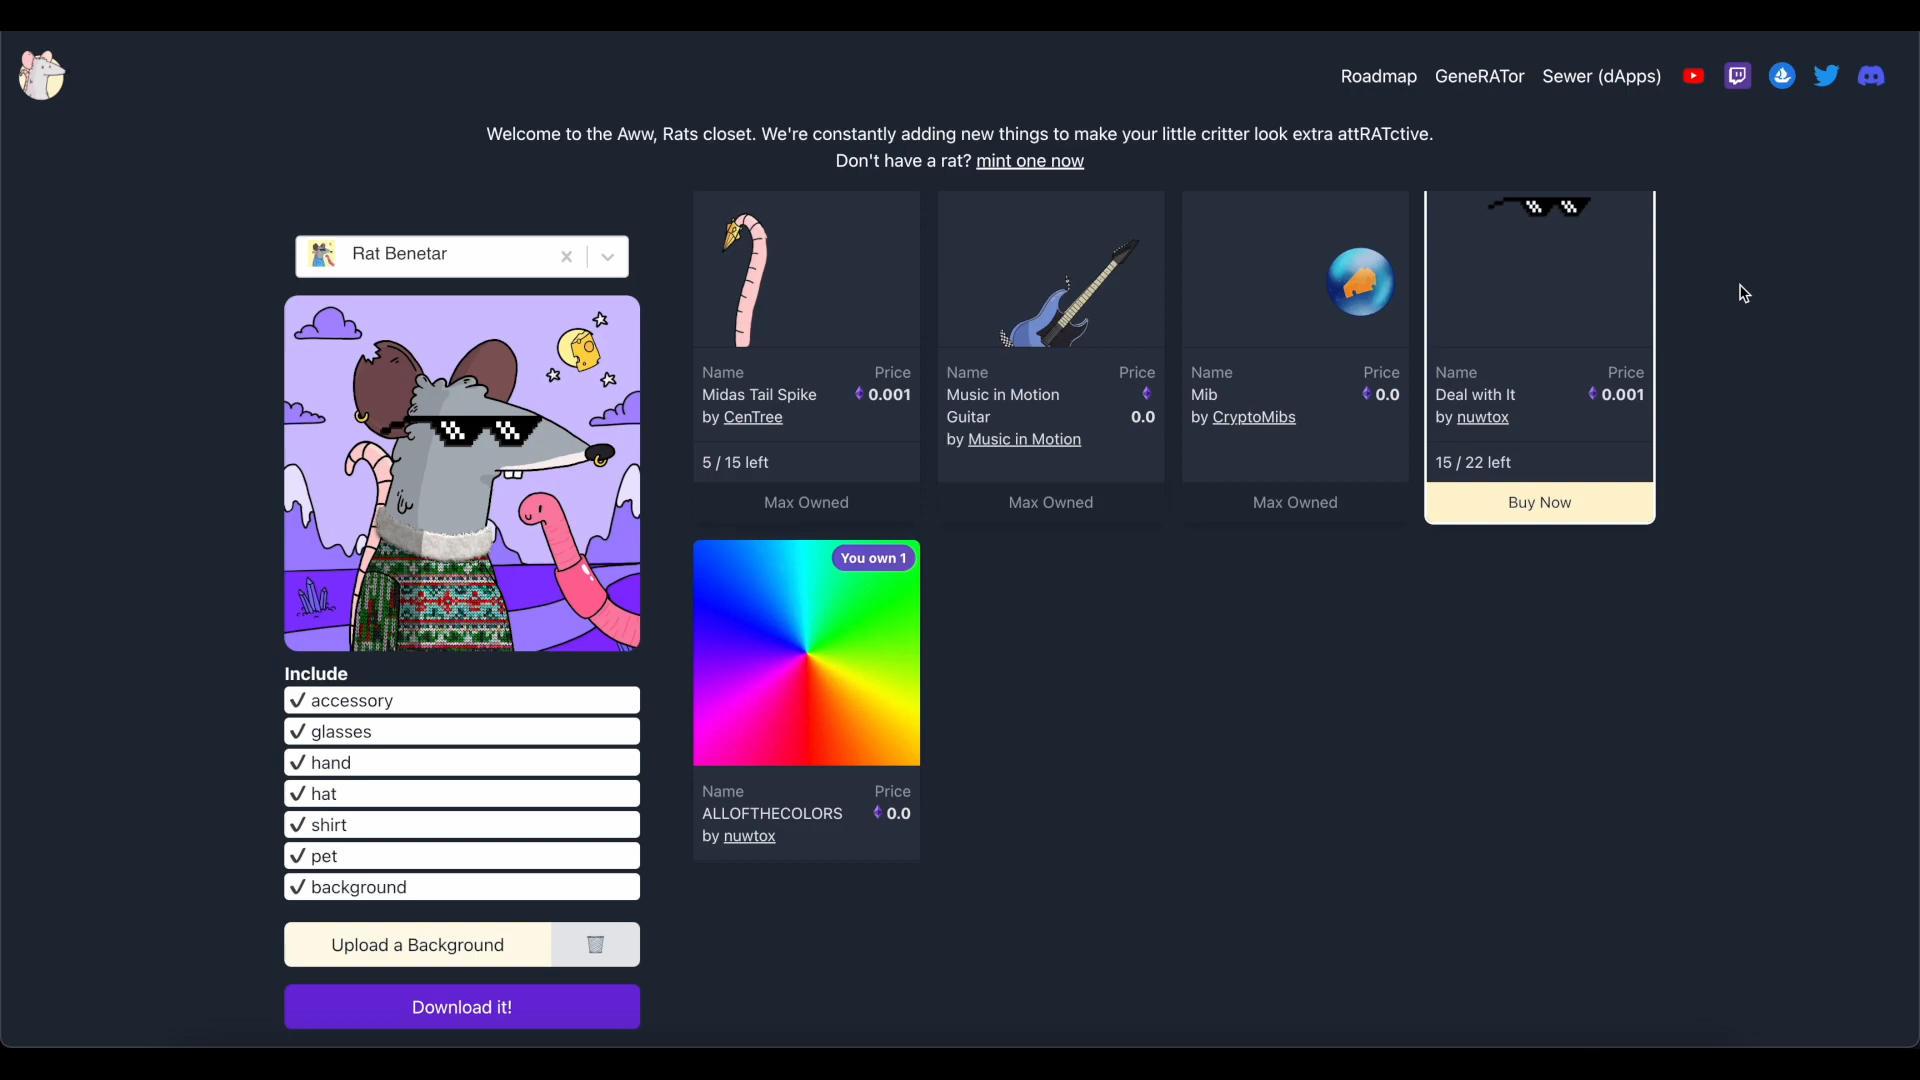 Roadmap GeneRATor Sewer (dApps)
Welcome to the Aww, Rats closet. We're constantly adding new things to make your little critter look extra attRATctive.
Don't have a rat? mint one now
Rat Benetar
Include
accessory
glasses
hand
hat
shirt
pet
background
Upload a Background
Download it!
Name Price
Midas Tail Spike 0.001
by CenTree
5 / 15 left
Max Owned
Name Price
Music in Motion
Guitar 0.0
by Music in Motion
Max Owned
Name Price
Mib 0.0
by CryptoMibs
Max Owned
Name Price
Deal with It 0.001
by nuwtox
15 / 22 left
Buy Now
You own 1
Name Price
ALLOFTHECOLORS 0.0
by nuwtox